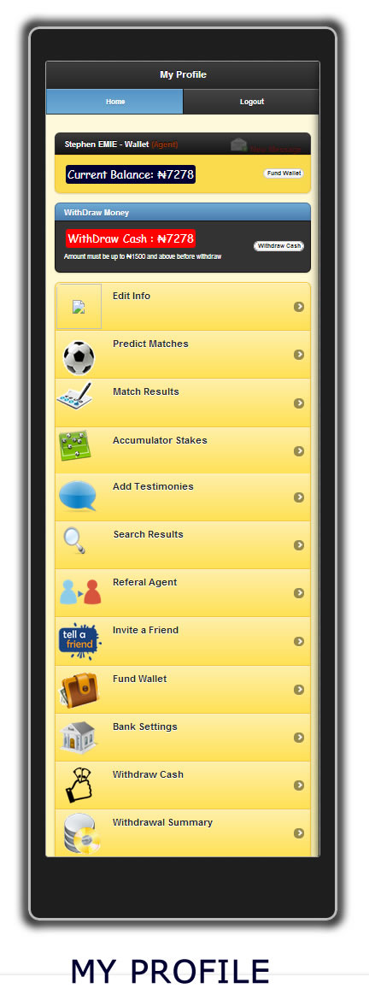 My Profile
Home Logout
Stephen EMIE - Wallet (Agent) New Message
Current Balance: ₦7278 Fund Wallet
WithDraw Money
WithDraw Cash : ₦7278 Withdraw Cash
Amount must be up to ₦1500 and above before withdraw
Edit Info
Predict Matches
Match Results
Accumulator Stakes
Add Testimonies
Search Results
Referal Agent
tell a
friend
Invite a Friend
Fund Wallet
Bank Settings
Withdraw Cash
Withdrawal Summary
MY PROFILE